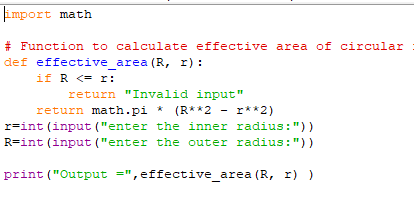 import math

# Function to calculate effective area of circular
def effective_area(R, r):
    if R <= r:
        return "Invalid input"
    return math.pi * (R**2 - r**2)
r=int(input("enter the inner radius:"))
R=int(input("enter the outer radius:"))

print("Output =",effective_area(R, r) )